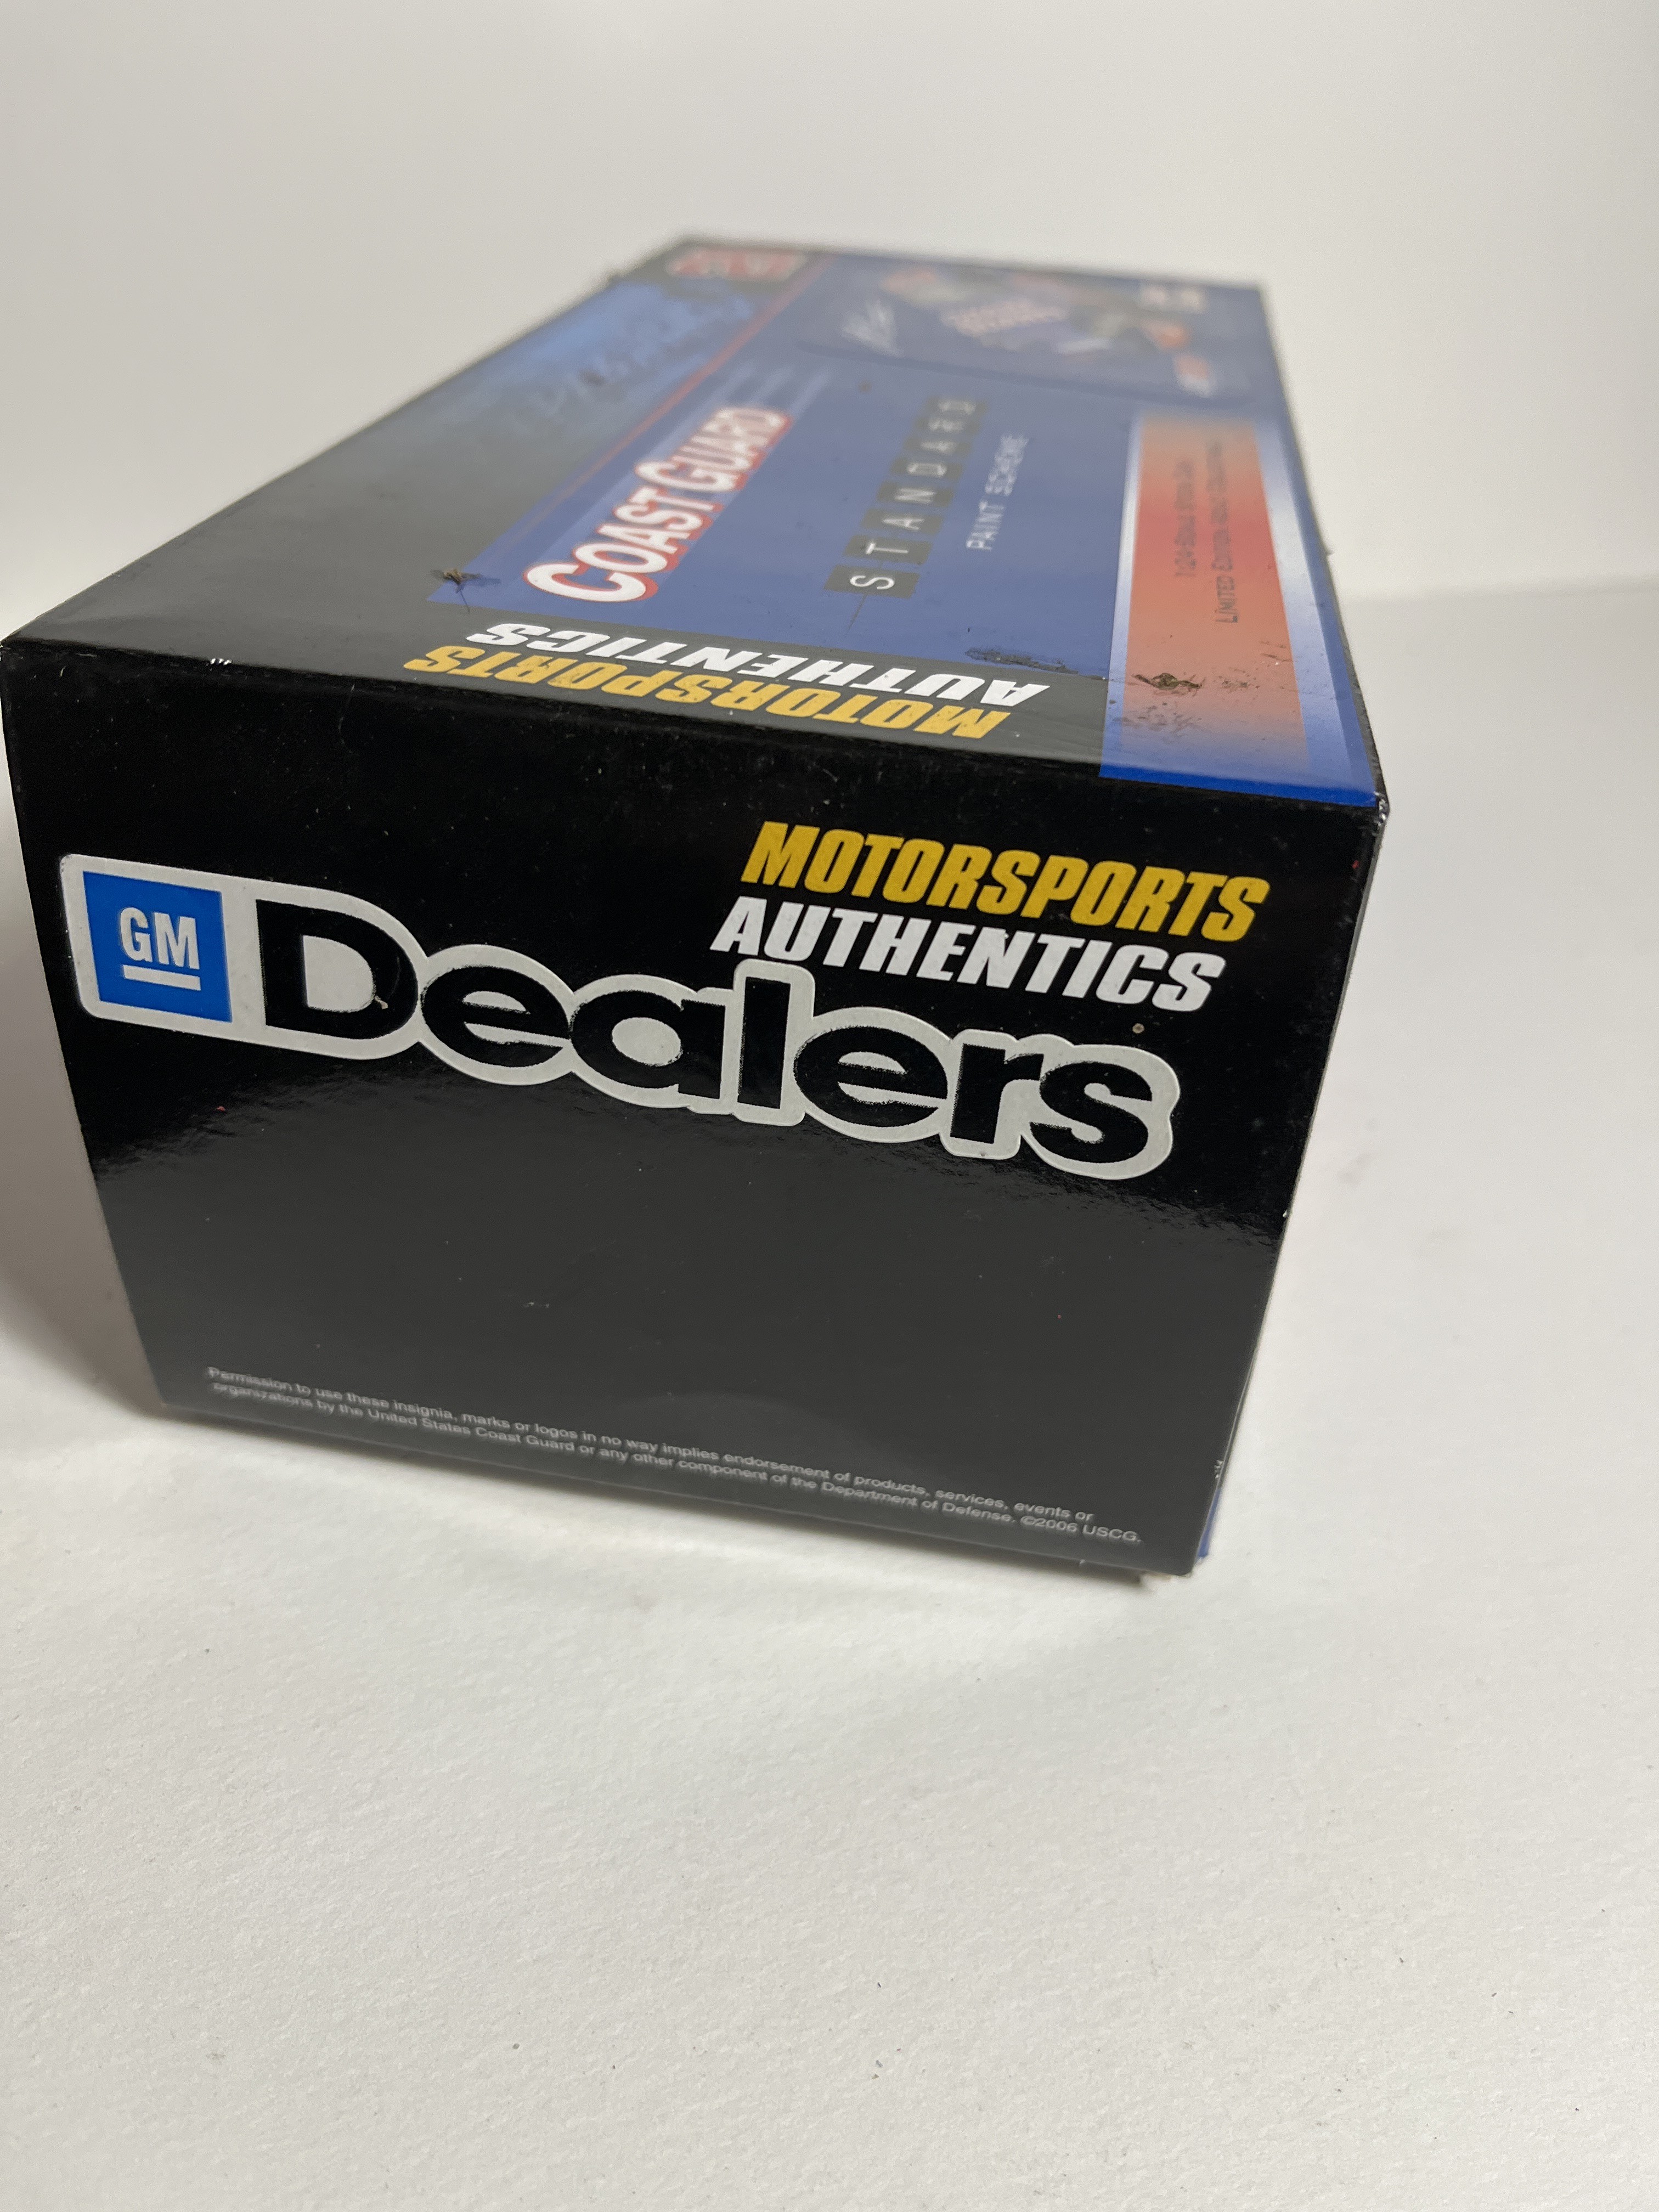 COAST GUARD
STANDARD
PAINT SCHEME
LIMITED EDITION
MOTORSPORTS
AUTHENTICS
MOTORSPORTS
AUTHENTICS
GM
Dealers
Permission to use these insignia, marks or logos in no way implies endorsement of products, services, events or
organizations by the United States Coast Guard or any other component of the Department of Defense. ©2006 USCG.